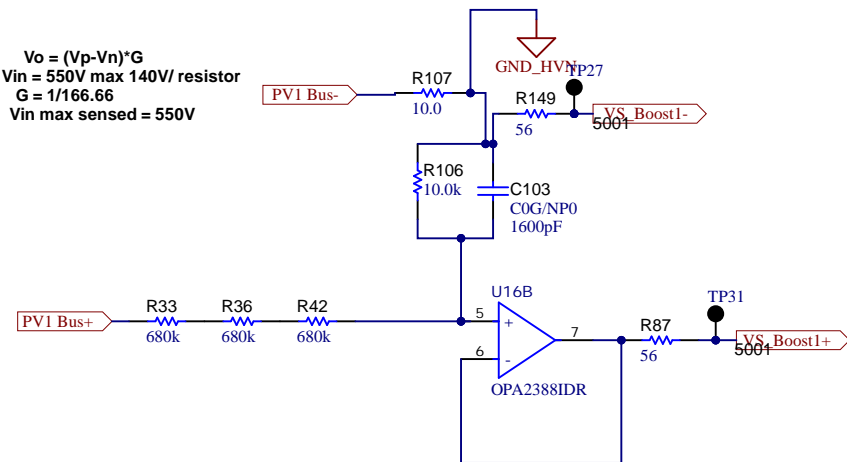 Vo = (Vp-Vn)*G
Vin = 550V max 140V/ resistor
G = 1/166.66
Vin max sensed = 550V
GND_HVN
TP27
R107
PV1 Bus-
10.0
R149
56
VS_Boost1-
5001
R106
10.0k
C103
C0G/NP0
1600pF
U16B
TP31
R33
R36
R42
PV1 Bus+
680k
680k
680k
5
+
6
-
7
R87
56
VS_Boost1+
5001
OPA2388IDR